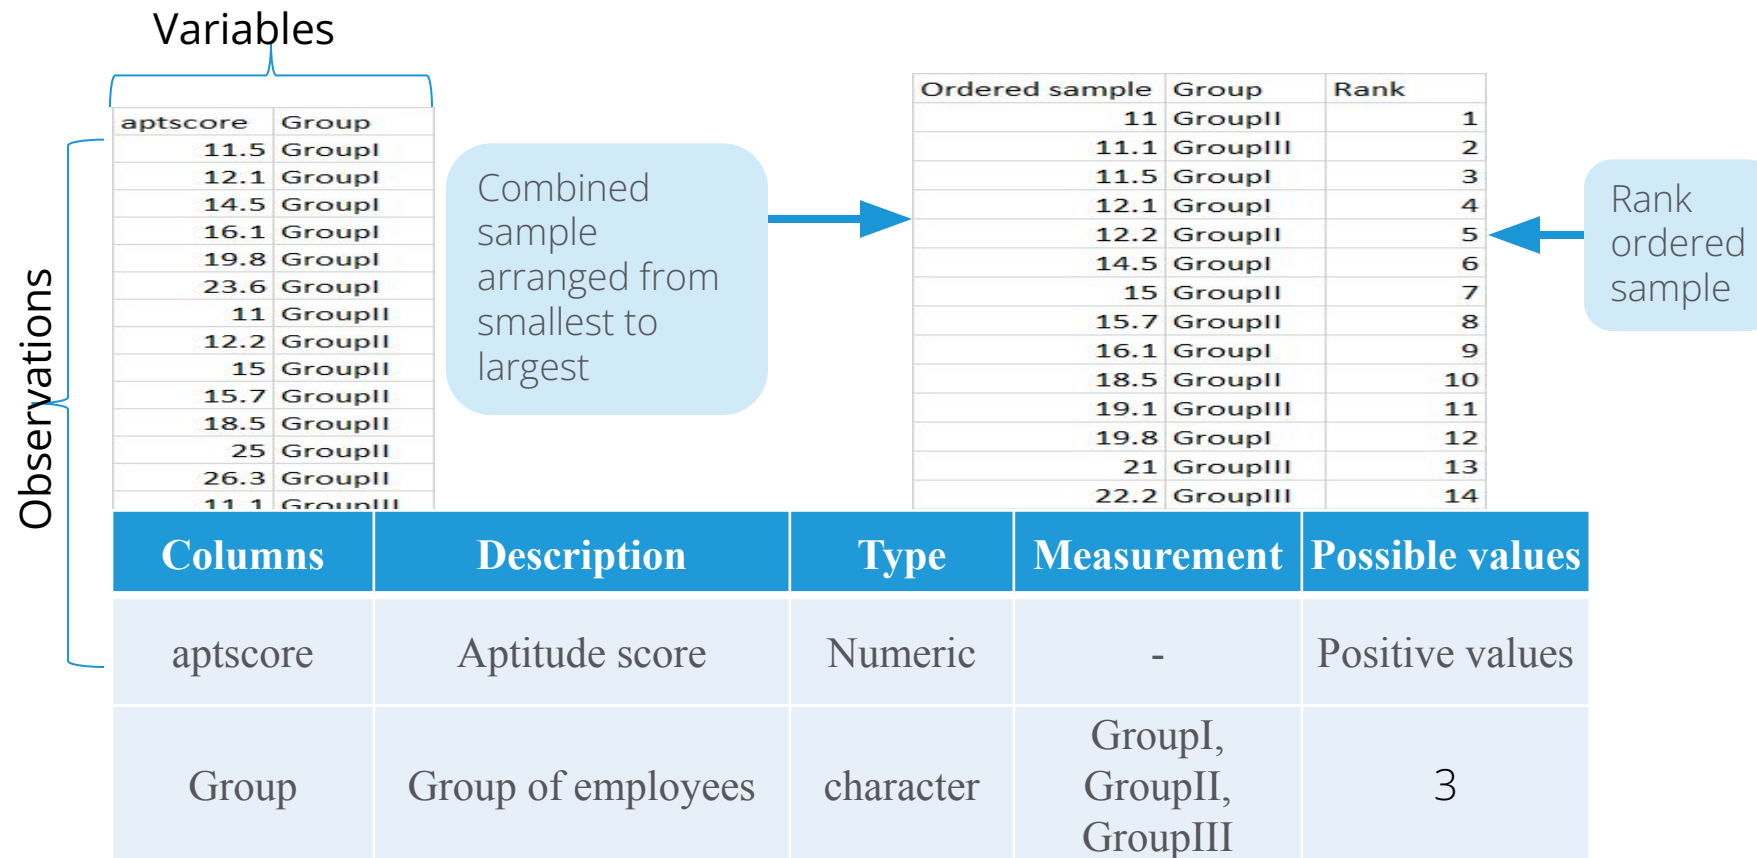 Variables
Observations
aptscore Group
11.5 GroupI
12.1 GroupI
14.5 GroupI
16.1 GroupI
19.8 GroupI
23.6 GroupI
11 GroupII
12.2 GroupII
15 GroupII
15.7 GroupII
18.5 GroupII
25 GroupII
26.3 GroupII
11.1 GroupIII
Combined
sample
arranged from
smallest to
largest
Ordered sample Group Rank
11 GroupII 1
11.1 GroupIII 2
11.5 GroupI 3
12.1 GroupI 4
12.2 GroupII 5
14.5 GroupI 6
15 GroupII 7
15.7 GroupII 8
16.1 GroupI 9
18.5 GroupII 10
19.1 GroupIII 11
19.8 GroupI 12
21 GroupIII 13
22.2 GroupIII 14
Rank
ordered
sample
Columns Description Type Measurement Possible values
aptscore Aptitude score Numeric - Positive values
Group Group of employees character GroupI,
GroupII,
GroupIII
3